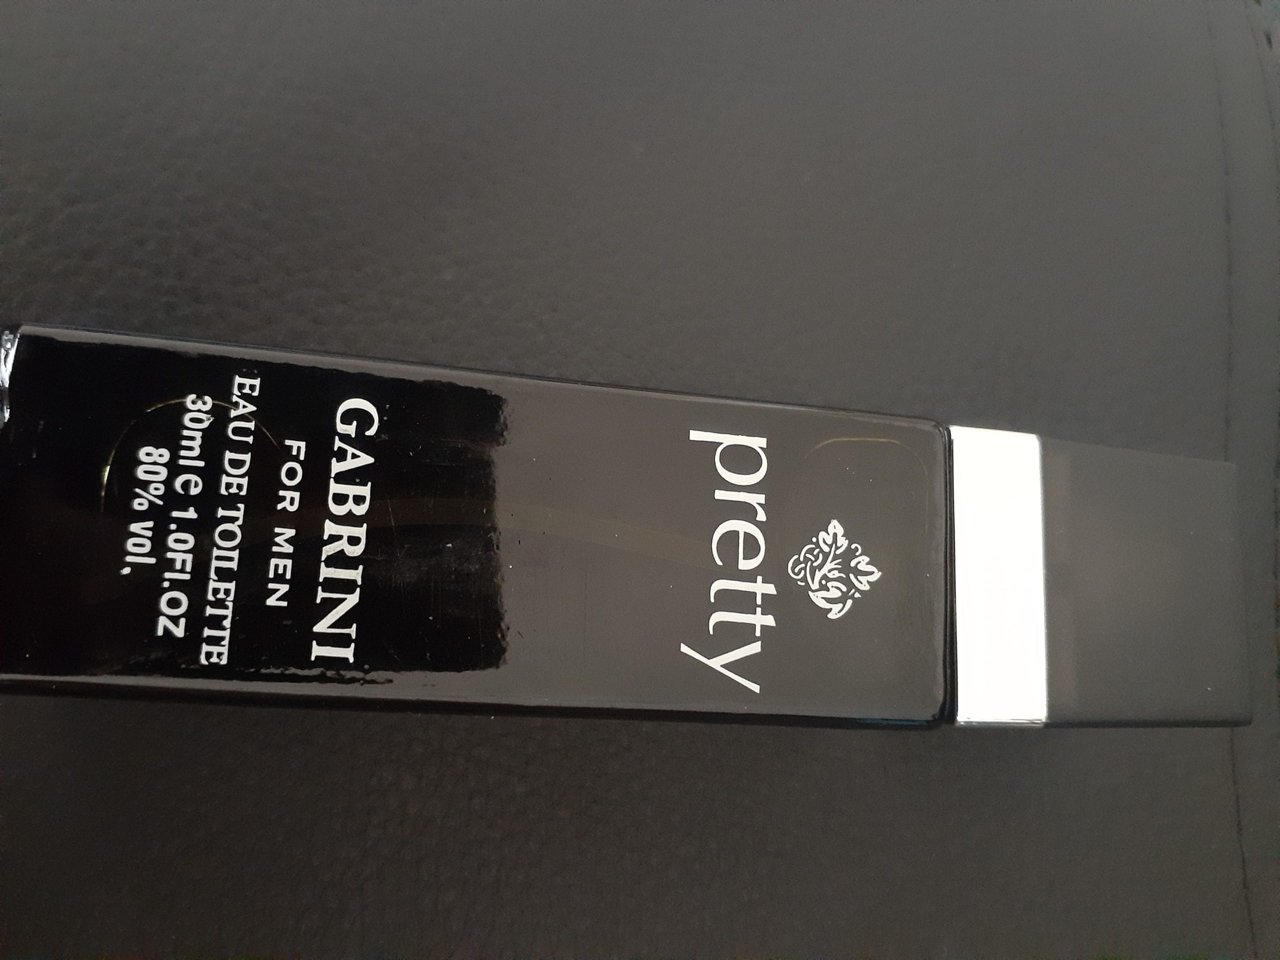 pretty
GABRINI
FOR MEN
EAU DE TOILETTE
30ml e 1.0Fl.OZ
80% vol,